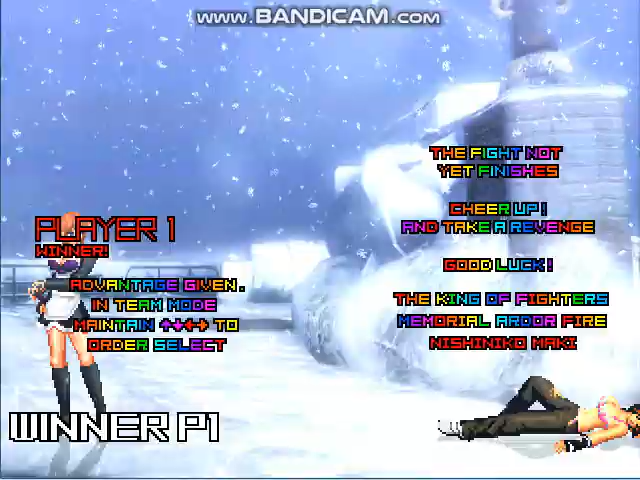 www.BANDICAM.com
PLAYER 1
WINNER!
ADVANTAGE GIVEN.
IN TEAM MODE
MAINTAIN ↑↓←→ TO
ORDER SELECT
WINNER P1
THE FIGHT NOT
YET FINISHES
CHEER UP!
AND TAKE A REVENGE
GOOD LUCK!
THE KING OF FIGHTERS
MEMORIAL ARDOR FIRE
NISHINIKO MAKI